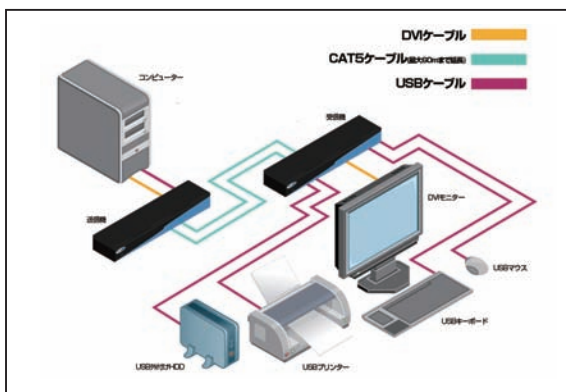 DVIケーブル
CAT5ケーブル(最大60mまで延長)
USBケーブル
コンピューター
受信機
送信機
DVIモニター
USBマウス
USBキーボード
USBプリンター
USB外付けHDD